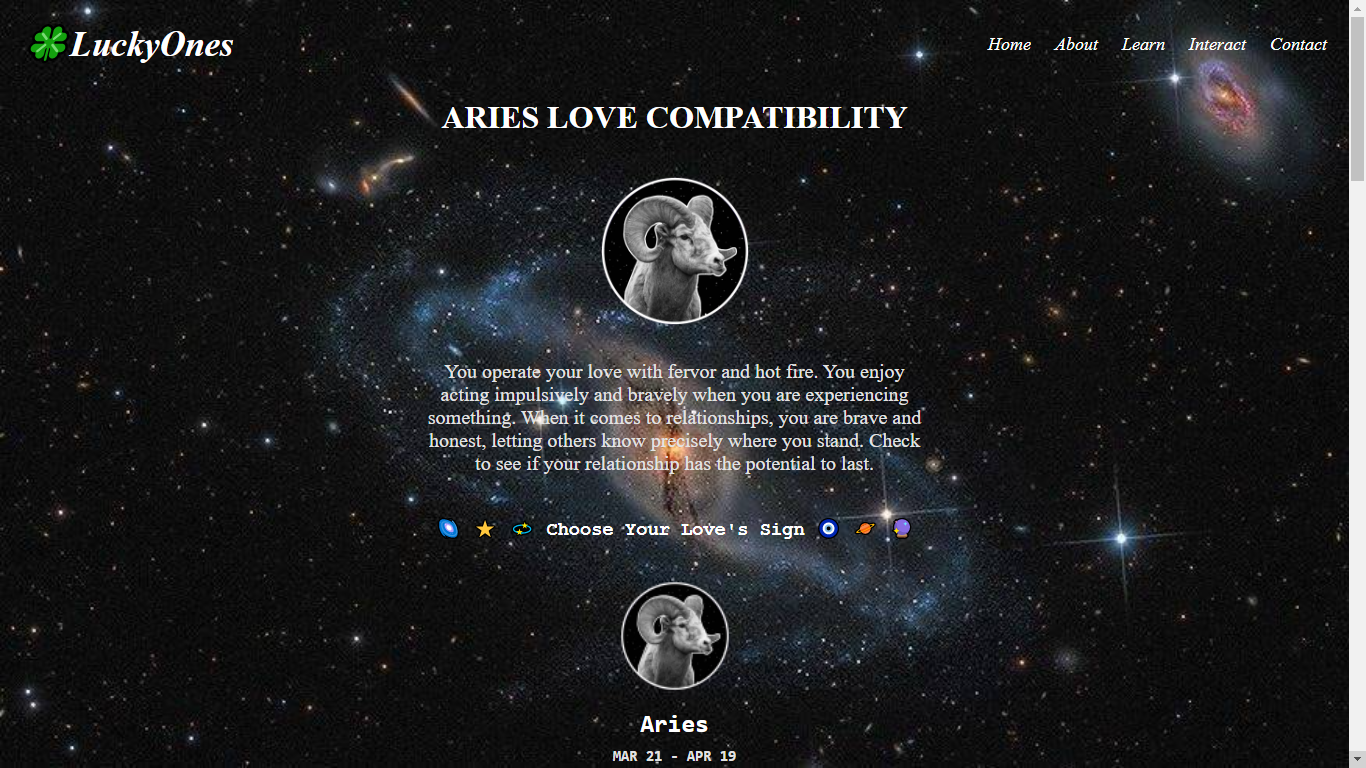 LuckyOnes
Home About Learn Interact Contact
ARIES LOVE COMPATIBILITY
You operate your love with fervor and hot fire. You enjoy
acting impulsively and bravely when you are experiencing
something. When it comes to relationships, you are brave and
honest, letting others know precisely where you stand. Check
to see if your relationship has the potential to last.
Choose Your Love's Sign
Aries
MAR 21 - APR 19